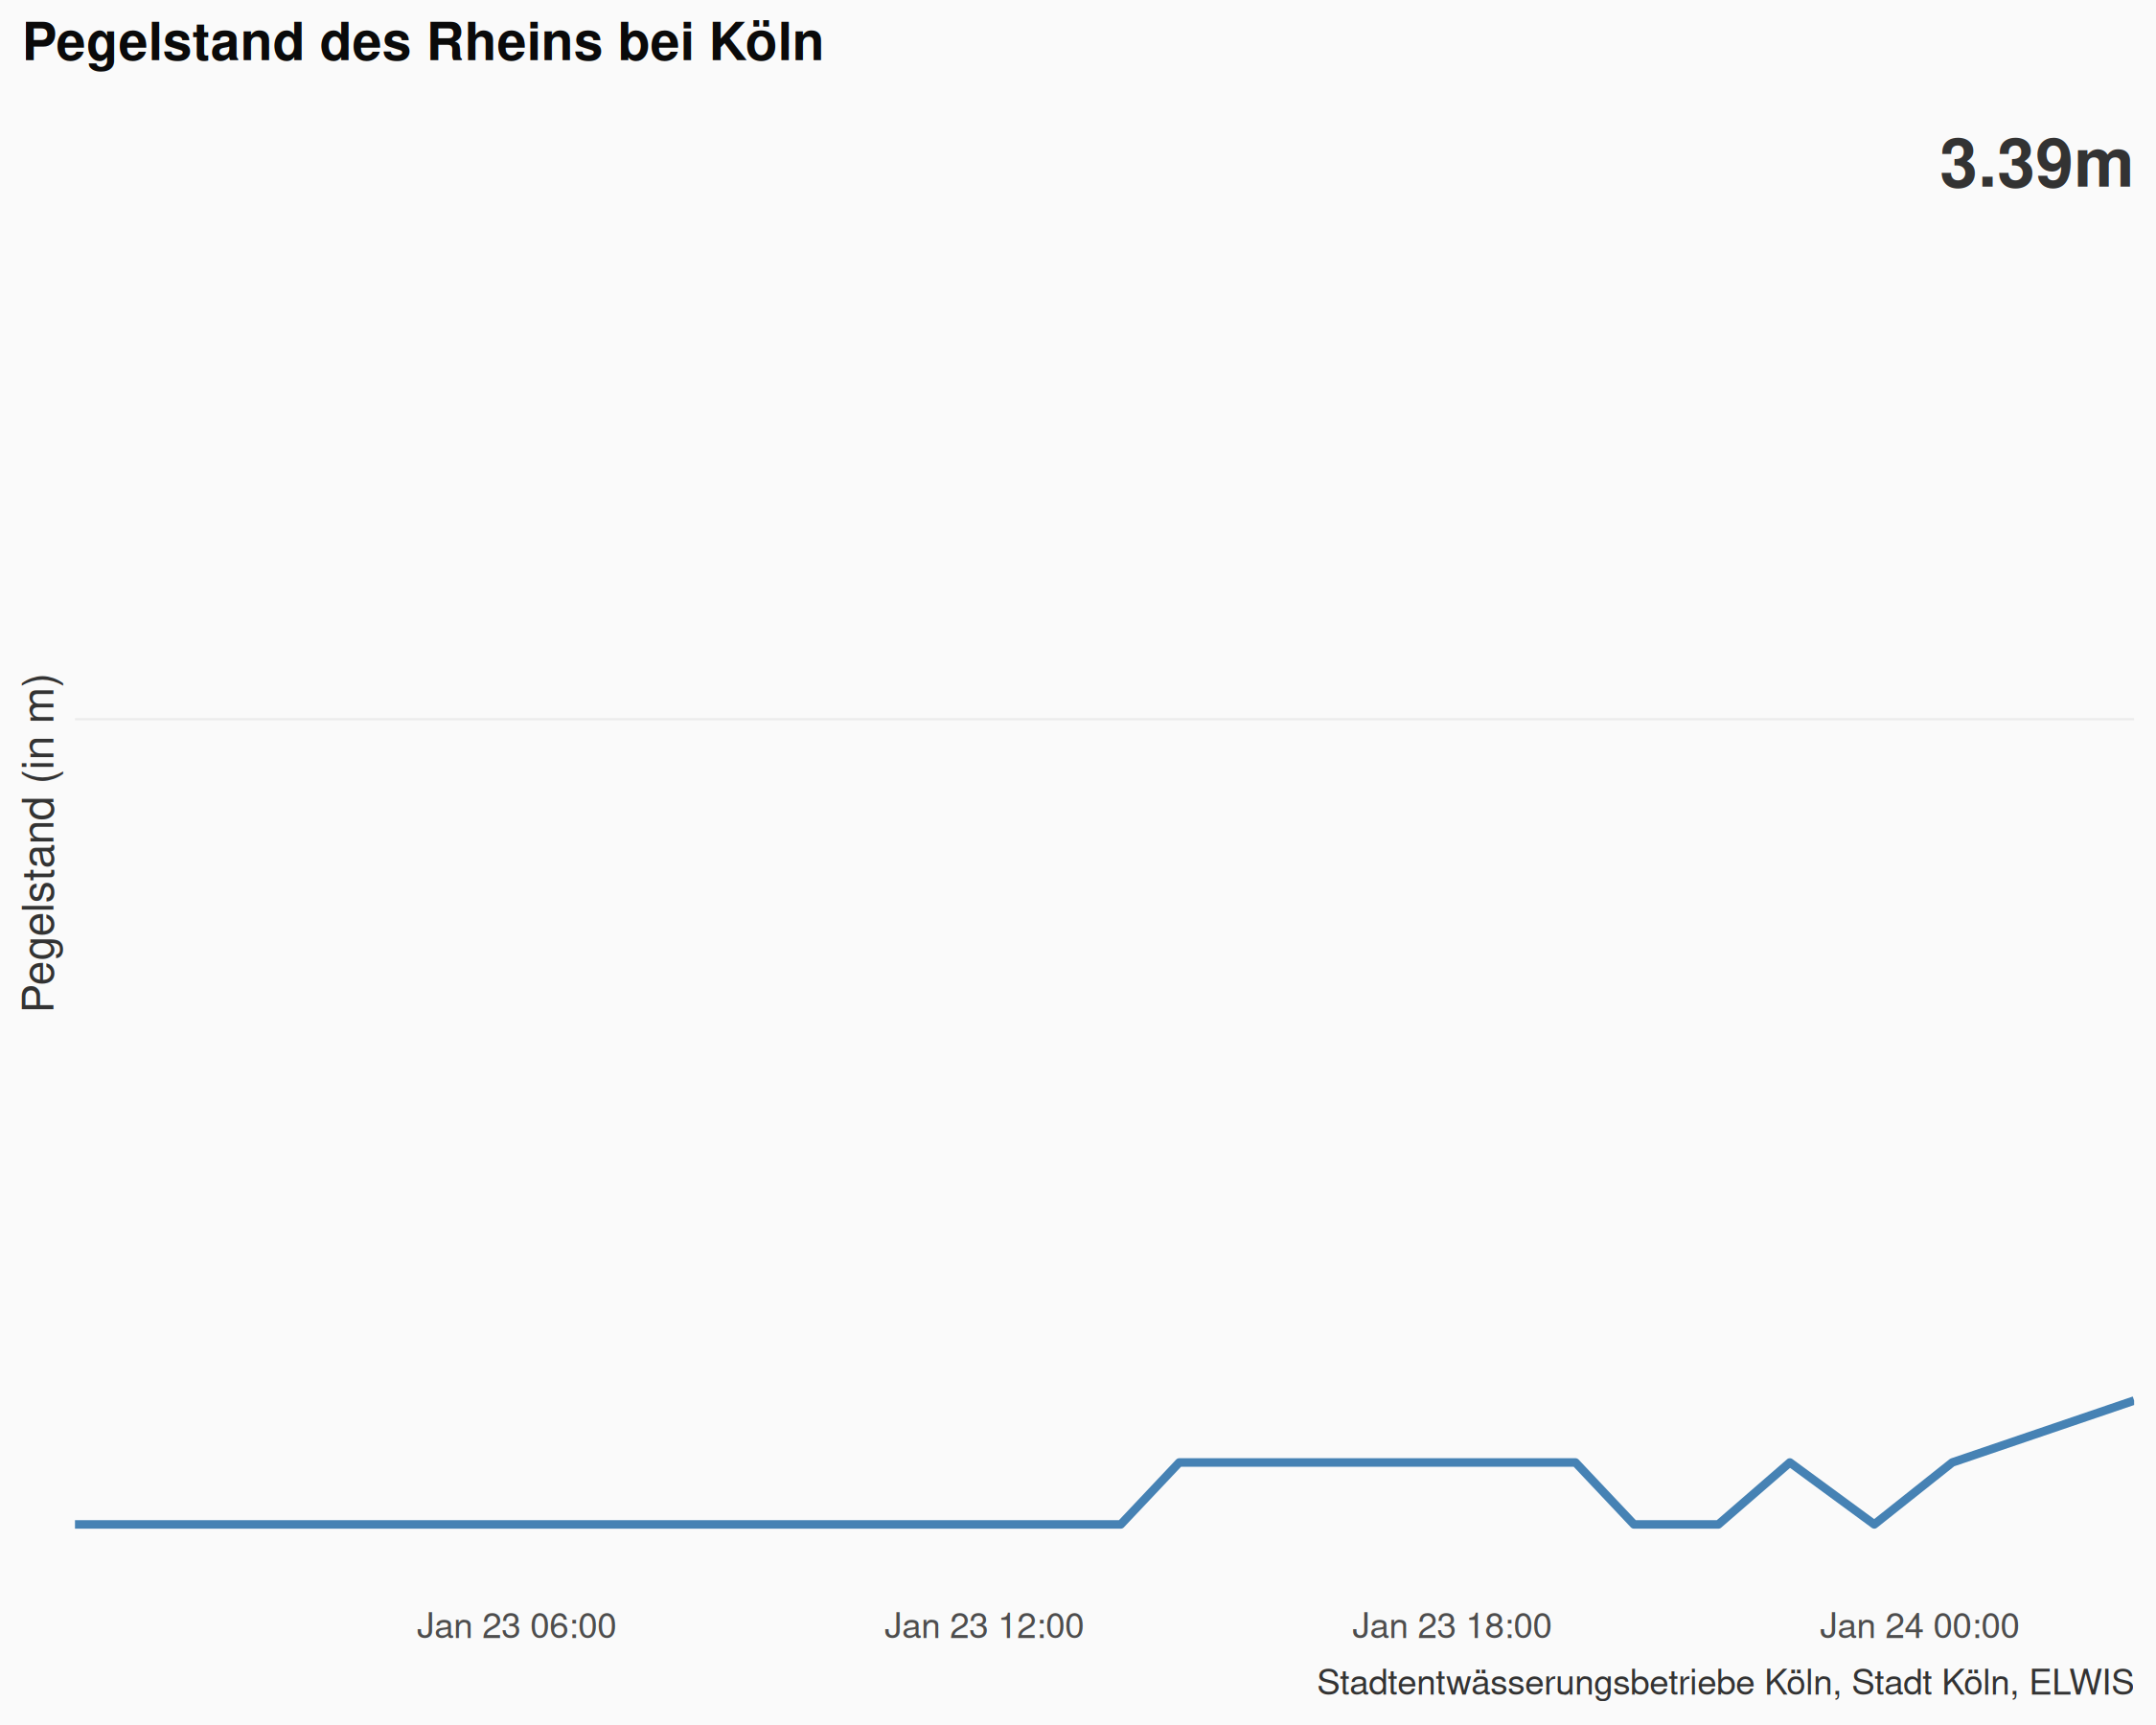 Pegelstand des Rheins bei Köln
3.39m
Pegelstand (in m)
Jan 23 06:00
Jan 23 12:00
Jan 23 18:00
Jan 24 00:00
Stadtentwässerungsbetriebe Köln, Stadt Köln, ELWIS